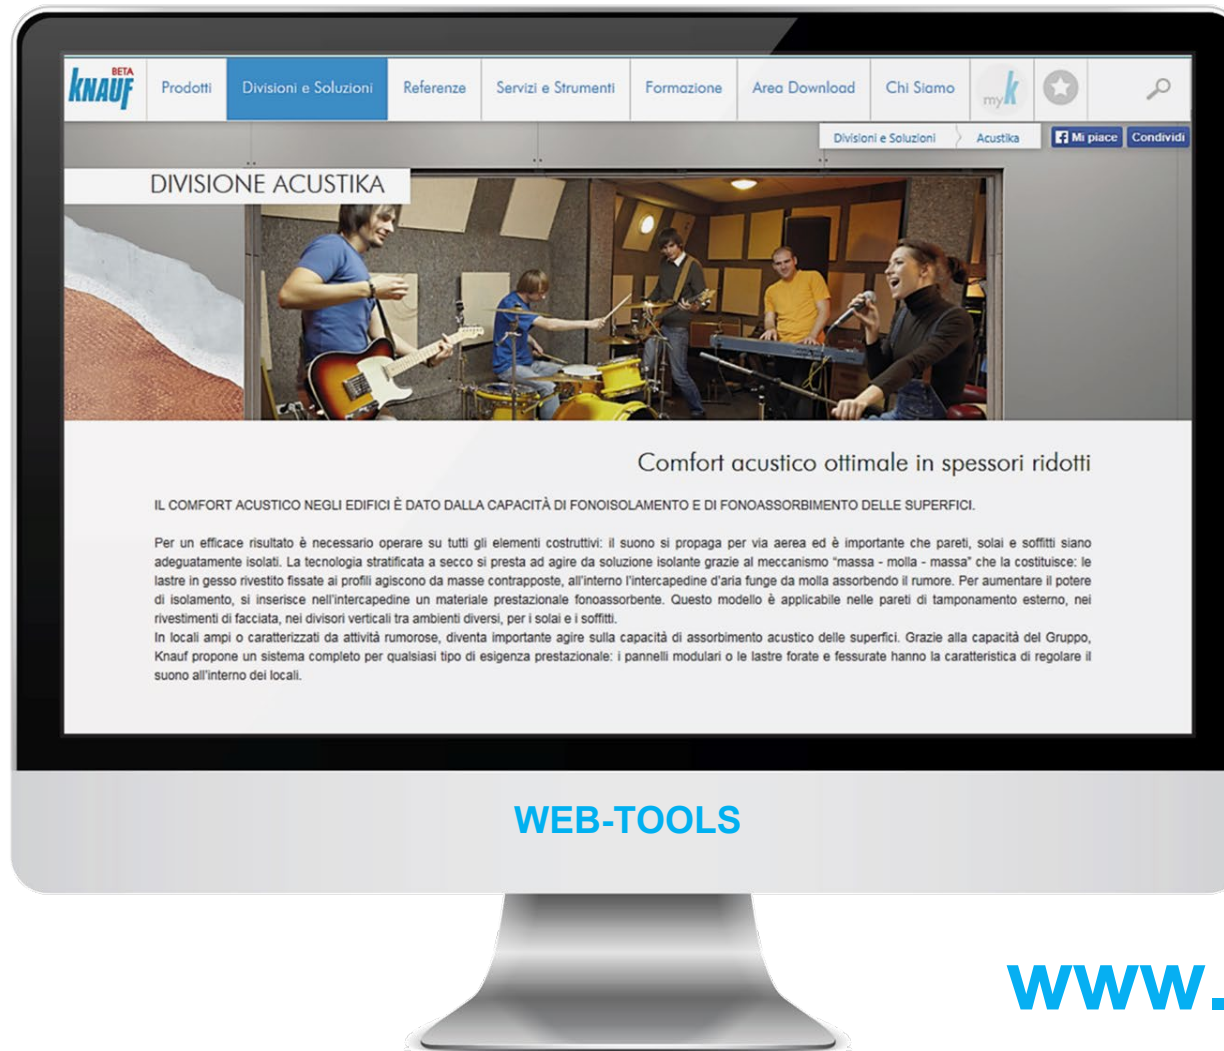 BETA
KNAUF
Prodotti
Divisioni e Soluzioni
Referenze
Servizi e Strumenti
Formazione
Area Download
Chi Siamo
myk
Divisioni e Soluzioni
Acustika
Mi piace
Condividi
DIVISIONE ACUSTIKA
Comfort acustico ottimale in spessori ridotti
IL COMFORT ACUSTICO NEGLI EDIFICI È DATO DALLA CAPACITÀ DI FONOISOLAMENTO E DI FONOASSORBIMENTO DELLE SUPERFICI.
Per un efficace risultato è necessario operare su tutti gli elementi costruttivi: il suono si propaga per via aerea ed è importante che pareti, solai e soffitti siano
adeguatamente isolati. La tecnologia stratificata a secco si presta ad agire da soluzione isolante grazie al meccanismo "massa - molla - massa" che la costituisce: le
lastre in gesso rivestito fissate ai profili agiscono da masse contrapposte, all'interno l'intercapedine d'aria funge da molla assorbendo il rumore. Per aumentare il potere
di isolamento, si inserisce nell'intercapedine un materiale prestazionale fonoassorbente. Questo modello è applicabile nelle pareti di tamponamento esterno, nei
rivestimenti di facciata, nei divisori verticali tra ambienti diversi, per i solai e i soffitti.
In locali ampi o caratterizzati da attività rumorose, diventa importante agire sulla capacità di assorbimento acustico delle superfici. Grazie alla capacità del Gruppo,
Knauf propone un sistema completo per qualsiasi tipo di esigenza prestazionale: i pannelli modulari o le lastre forate e fessurate hanno la caratteristica di regolare il
suono all'interno dei locali.
WEB-TOOLS
www.